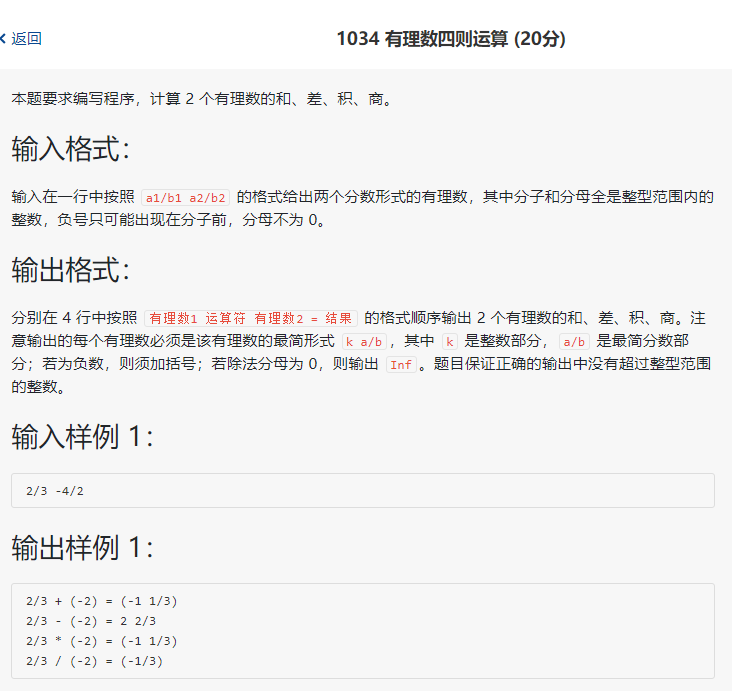 返回
1034 有理数四则运算 (20分)
本题要求编写程序，计算 2 个有理数的和、差、积、商。
输入格式：
输入在一行中按照 a1/b1 a2/b2 的格式给出两个分数形式的有理数，其中分子和分母全是整型范围内的
整数，负号只可能出现在分子前，分母不为 0。
输出格式：
分别在 4 行中按照 有理数1 运算符 有理数2 = 结果 的格式顺序输出 2 个有理数的和、差、积、商。注
意输出的每个有理数必须是该有理数的最简形式 k a/b，其中 k 是整数部分， a/b 是最简分数部
分；若为负数，则须加括号；若除法分母为 0，则输出 Inf。题目保证正确的输出中没有超过整型范围
的整数。
输入样例 1：
2/3 -4/2
输出样例 1：
2/3 + (-2) = (-1 1/3)
2/3 - (-2) = 2 2/3
2/3 * (-2) = (-1 1/3)
2/3 / (-2) = (-1/3)